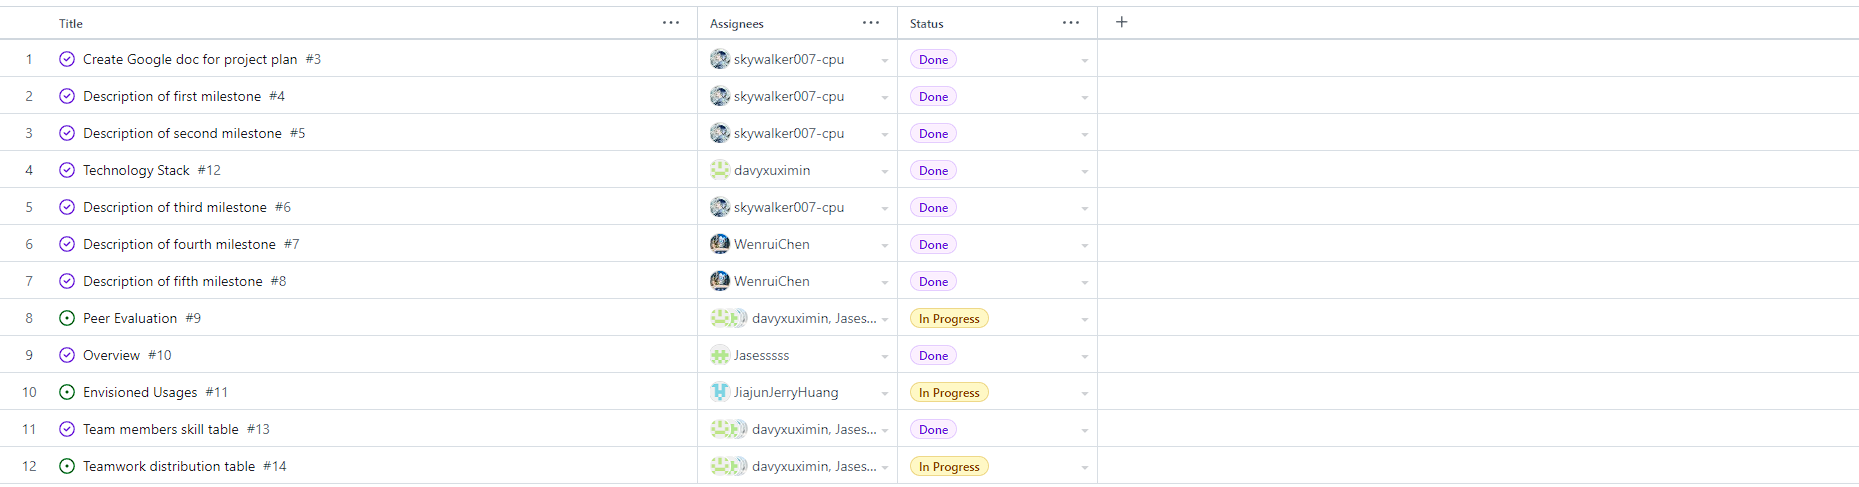 Title ... Assignees ... Status ... +
1 Create Google doc for project plan #3 skywalker007-cpu Done
2 Description of first milestone #4 skywalker007-cpu Done
3 Description of second milestone #5 skywalker007-cpu Done
4 Technology Stack #12 davyxuximin Done
5 Description of third milestone #6 skywalker007-cpu Done
6 Description of fourth milestone #7 WenruiChen Done
7 Description of fifth milestone #8 WenruiChen Done
8 Peer Evaluation #9 davyxuximin, Jases... In Progress
9 Overview #10 Jasesssss Done
10 Envisioned Usages #11 JiajunJerryHuang In Progress
11 Team members skill table #13 davyxuximin, Jases... Done
12 Teamwork distribution table #14 davyxuximin, Jases... In Progress